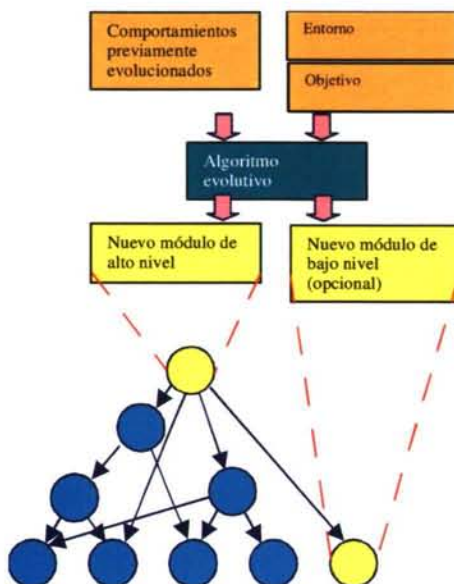 Comportamientos
previamente
evolucionados
Entorno
Objetivo
Algoritmo
evolutivo
Nuevo módulo de
alto nivel
Nuevo módulo de
bajo nivel
(opcional)